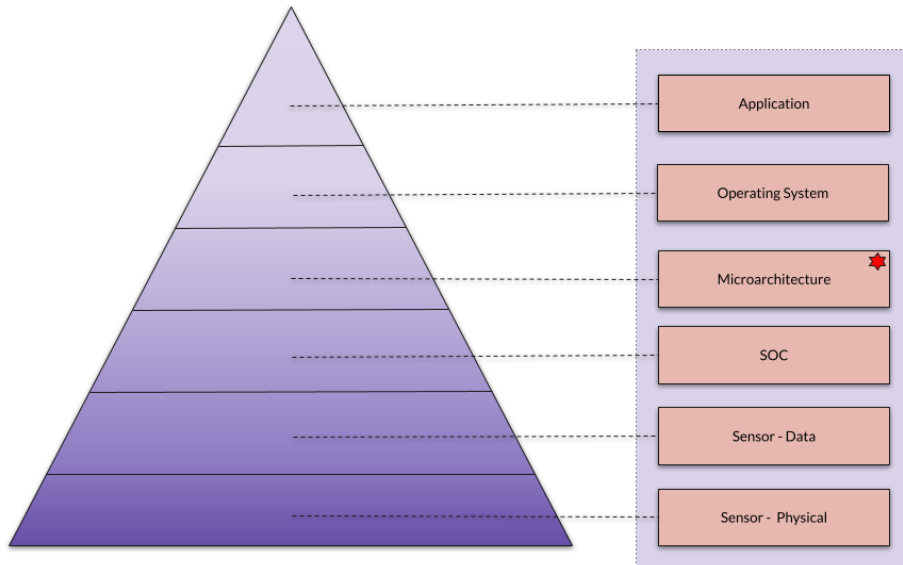 Application
Operating System
Microarchitecture
SOC
Sensor - Data
Sensor - Physical